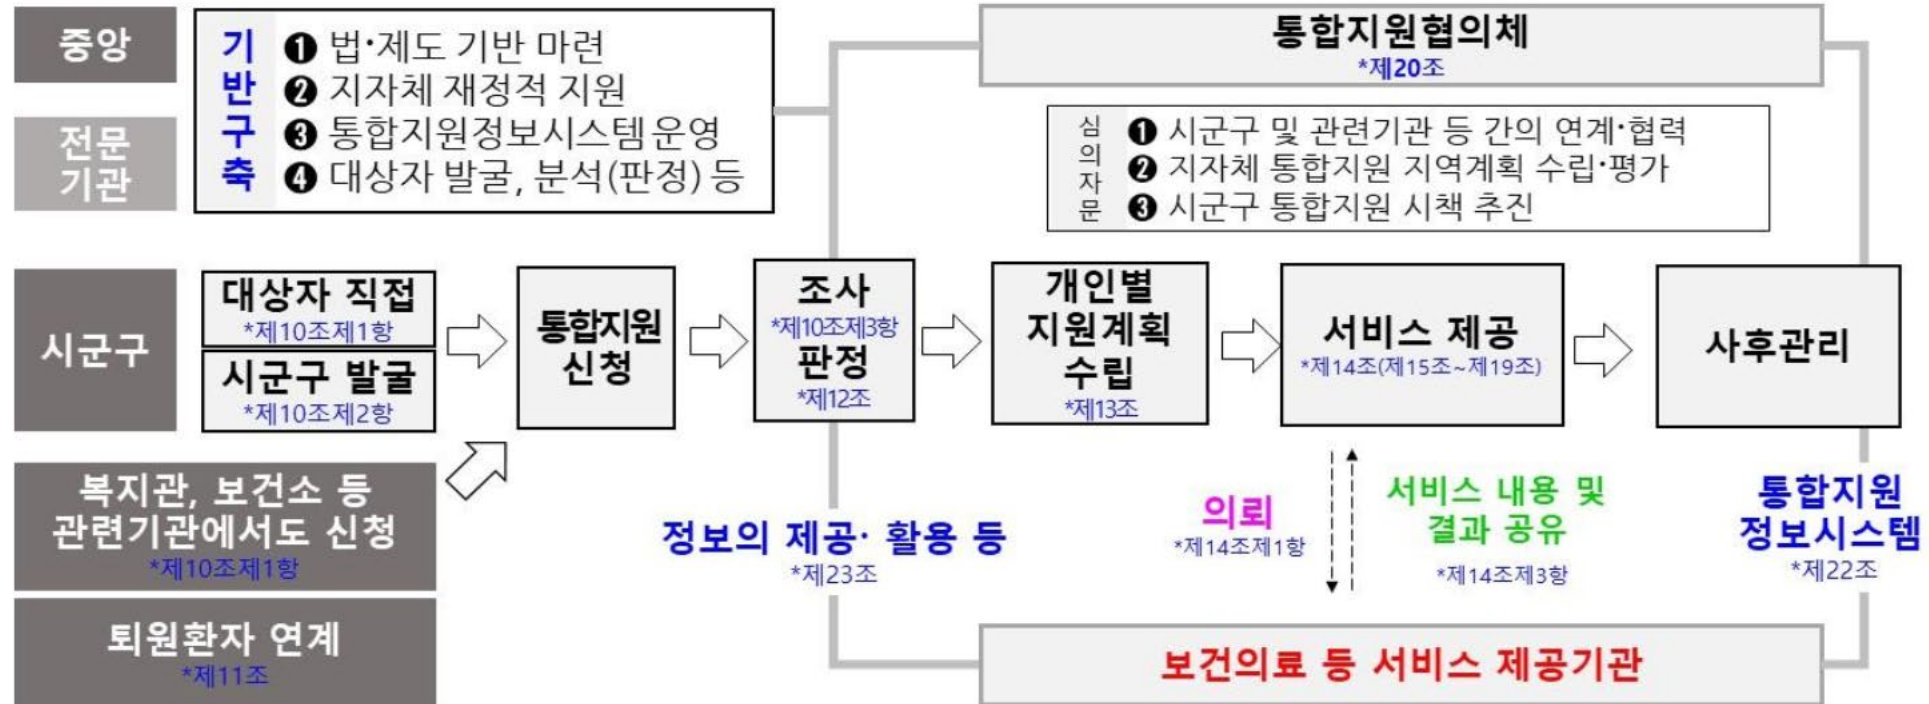 중앙
전문
기관
기반구축
❶ 법·제도 기반 마련
❷ 지자체 재정적 지원
❸ 통합지원정보시스템 운영
❹ 대상자 발굴, 분석(판정) 등
통합지원협의체
*제20조
심의자문
❶ 시군구 및 관련기관 등 간의 연계·협력
❷ 지자체 통합지원 지역계획 수립·평가
❸ 시군구 통합지원 시책 추진
시군구
대상자 직접
*제10조제1항
시군구 발굴
*제10조제2항
통합지원
신청
조사
*제10조제3항
판정
*제12조
개인별
지원계획
수립
*제13조
서비스 제공
*제14조(제15조~제19조)
사후관리
복지관, 보건소 등
관련기관에서도 신청
*제10조제1항
퇴원환자 연계
*제11조
정보의 제공· 활용 등
*제23조
의뢰
*제14조제1항
서비스 내용 및
결과 공유
*제14조제3항
통합지원
정보시스템
*제22조
보건의료 등 서비스 제공기관